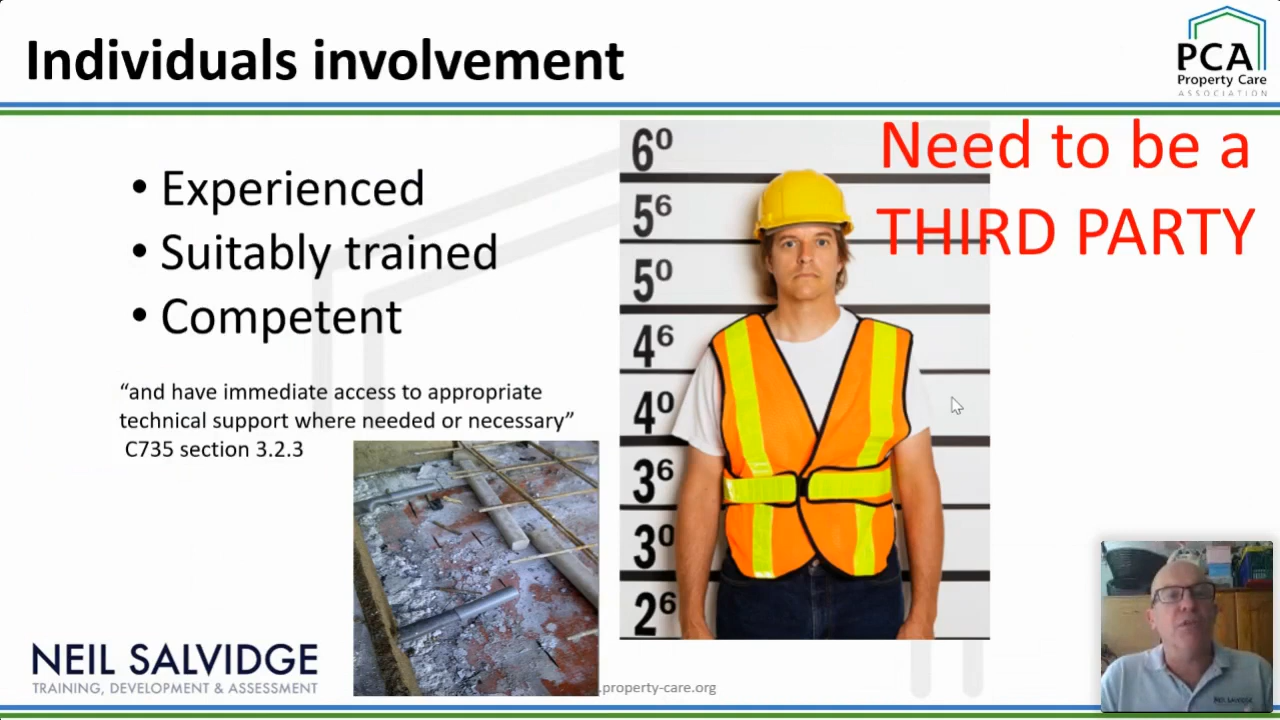 Individuals involvement
PCA
Property Care
ASSOCIATION
Need to be a
THIRD PARTY
• Experienced
• Suitably trained
• Competent
“and have immediate access to appropriate
technical support where needed or necessary”
C735 section 3.2.3
6⁰
5⁶
5⁰
4⁶
4⁰
3⁶
3⁰
2⁶
NEIL SALVIDGE
TRAINING, DEVELOPMENT & ASSESSMENT
.property-care.org
NEIL SALVIDGE